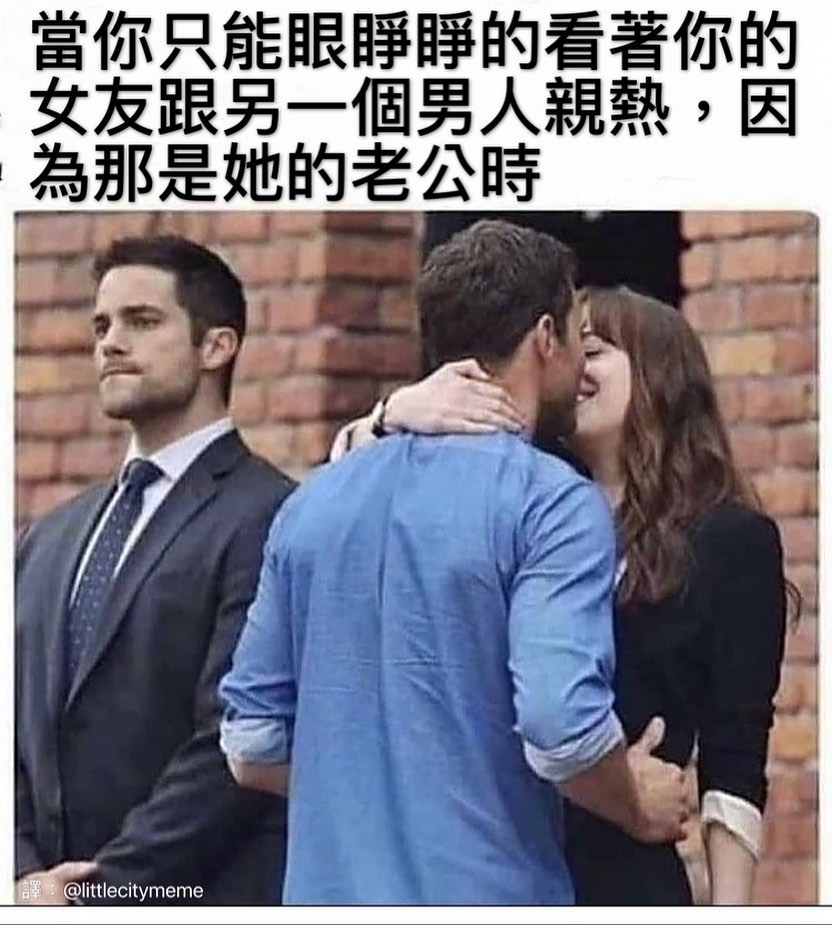 當你只能眼睜睜的看著你的
女友跟另一個男人親熱，因
為那是她的老公時
譯：@littlecitymeme